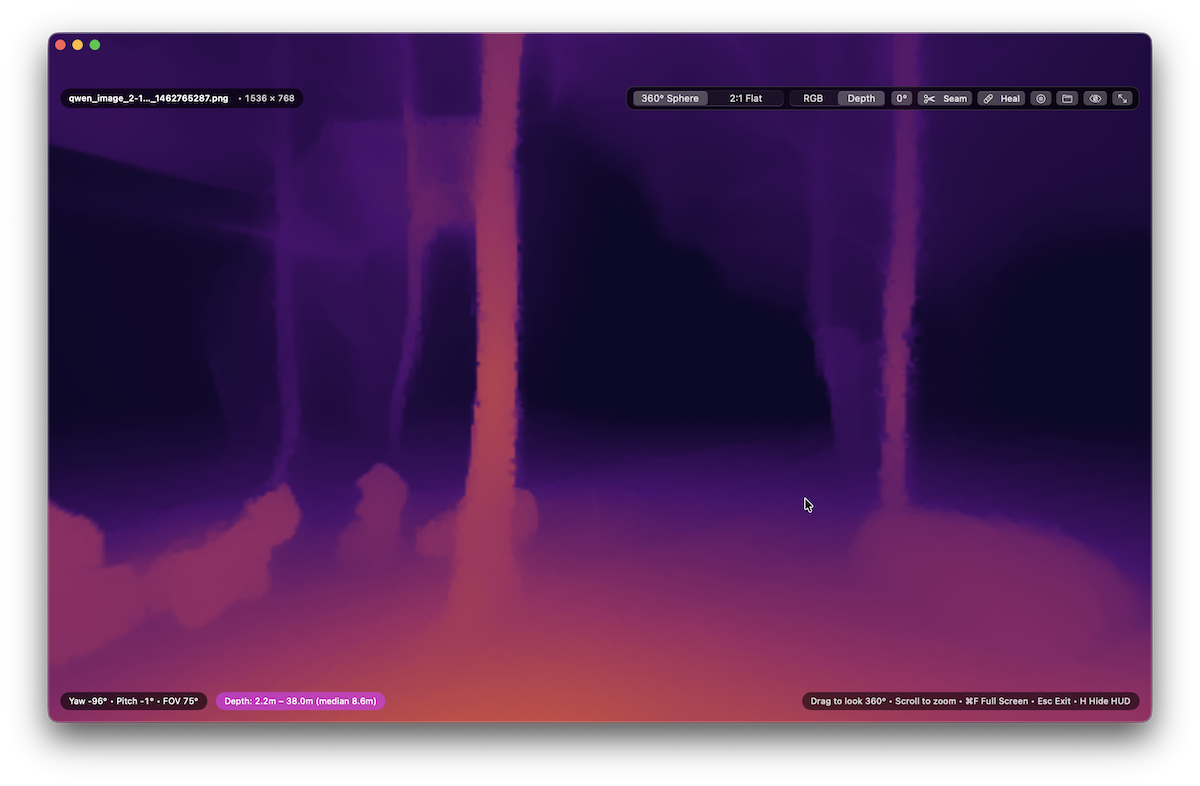 qwen_image_2-1..._1462765287.png • 1536 × 768
360° Sphere 2:1 Flat RGB Depth 0° Seam Heal
Yaw -96° • Pitch -1° • FOV 75° Depth: 2.2m – 38.0m (median 8.6m) Drag to look 360° • Scroll to zoom • ⌘F Full Screen • Esc Exit • H Hide HUD